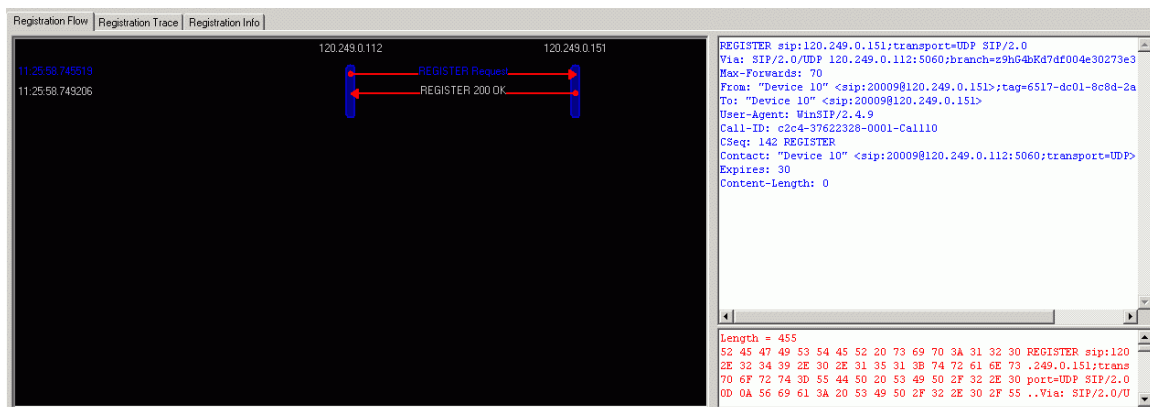 Registration Flow Registration Trace Registration Info
120.249.0.112 120.249.0.151
11:25:58.745519 REGISTER Request
11:25:58.749206 REGISTER 200 OK
REGISTER sip:120.249.0.151;transport=UDP SIP/2.0
Via: SIP/2.0/UDP 120.249.0.112:5060;branch=z9hG4bKd7df004e30273e3
Max-Forwards: 70
From: "Device 10" <sip:20009@120.249.0.151>;tag=6517-dc01-8c8d-2a
To: "Device 10" <sip:20009@120.249.0.151>
User-Agent: WinSIP/2.4.9
Call-ID: c2c4-37622328-0001-Call10
CSeq: 142 REGISTER
Contact: "Device 10" <sip:20009@120.249.0.112:5060;transport=UDP>
Expires: 30
Content-Length: 0
Length = 455
52 45 47 49 53 54 45 52 20 73 69 70 3A 31 32 30 REGISTER sip:120
2E 32 34 39 2E 30 2E 31 35 31 3B 74 72 61 6E 73 .249.0.151;trans
70 6F 72 74 3D 55 44 50 20 53 49 50 2F 32 2E 30 port=UDP SIP/2.0
0D 0A 56 69 61 3A 20 53 49 50 2F 32 2E 30 2F 55 ..Via: SIP/2.0/U